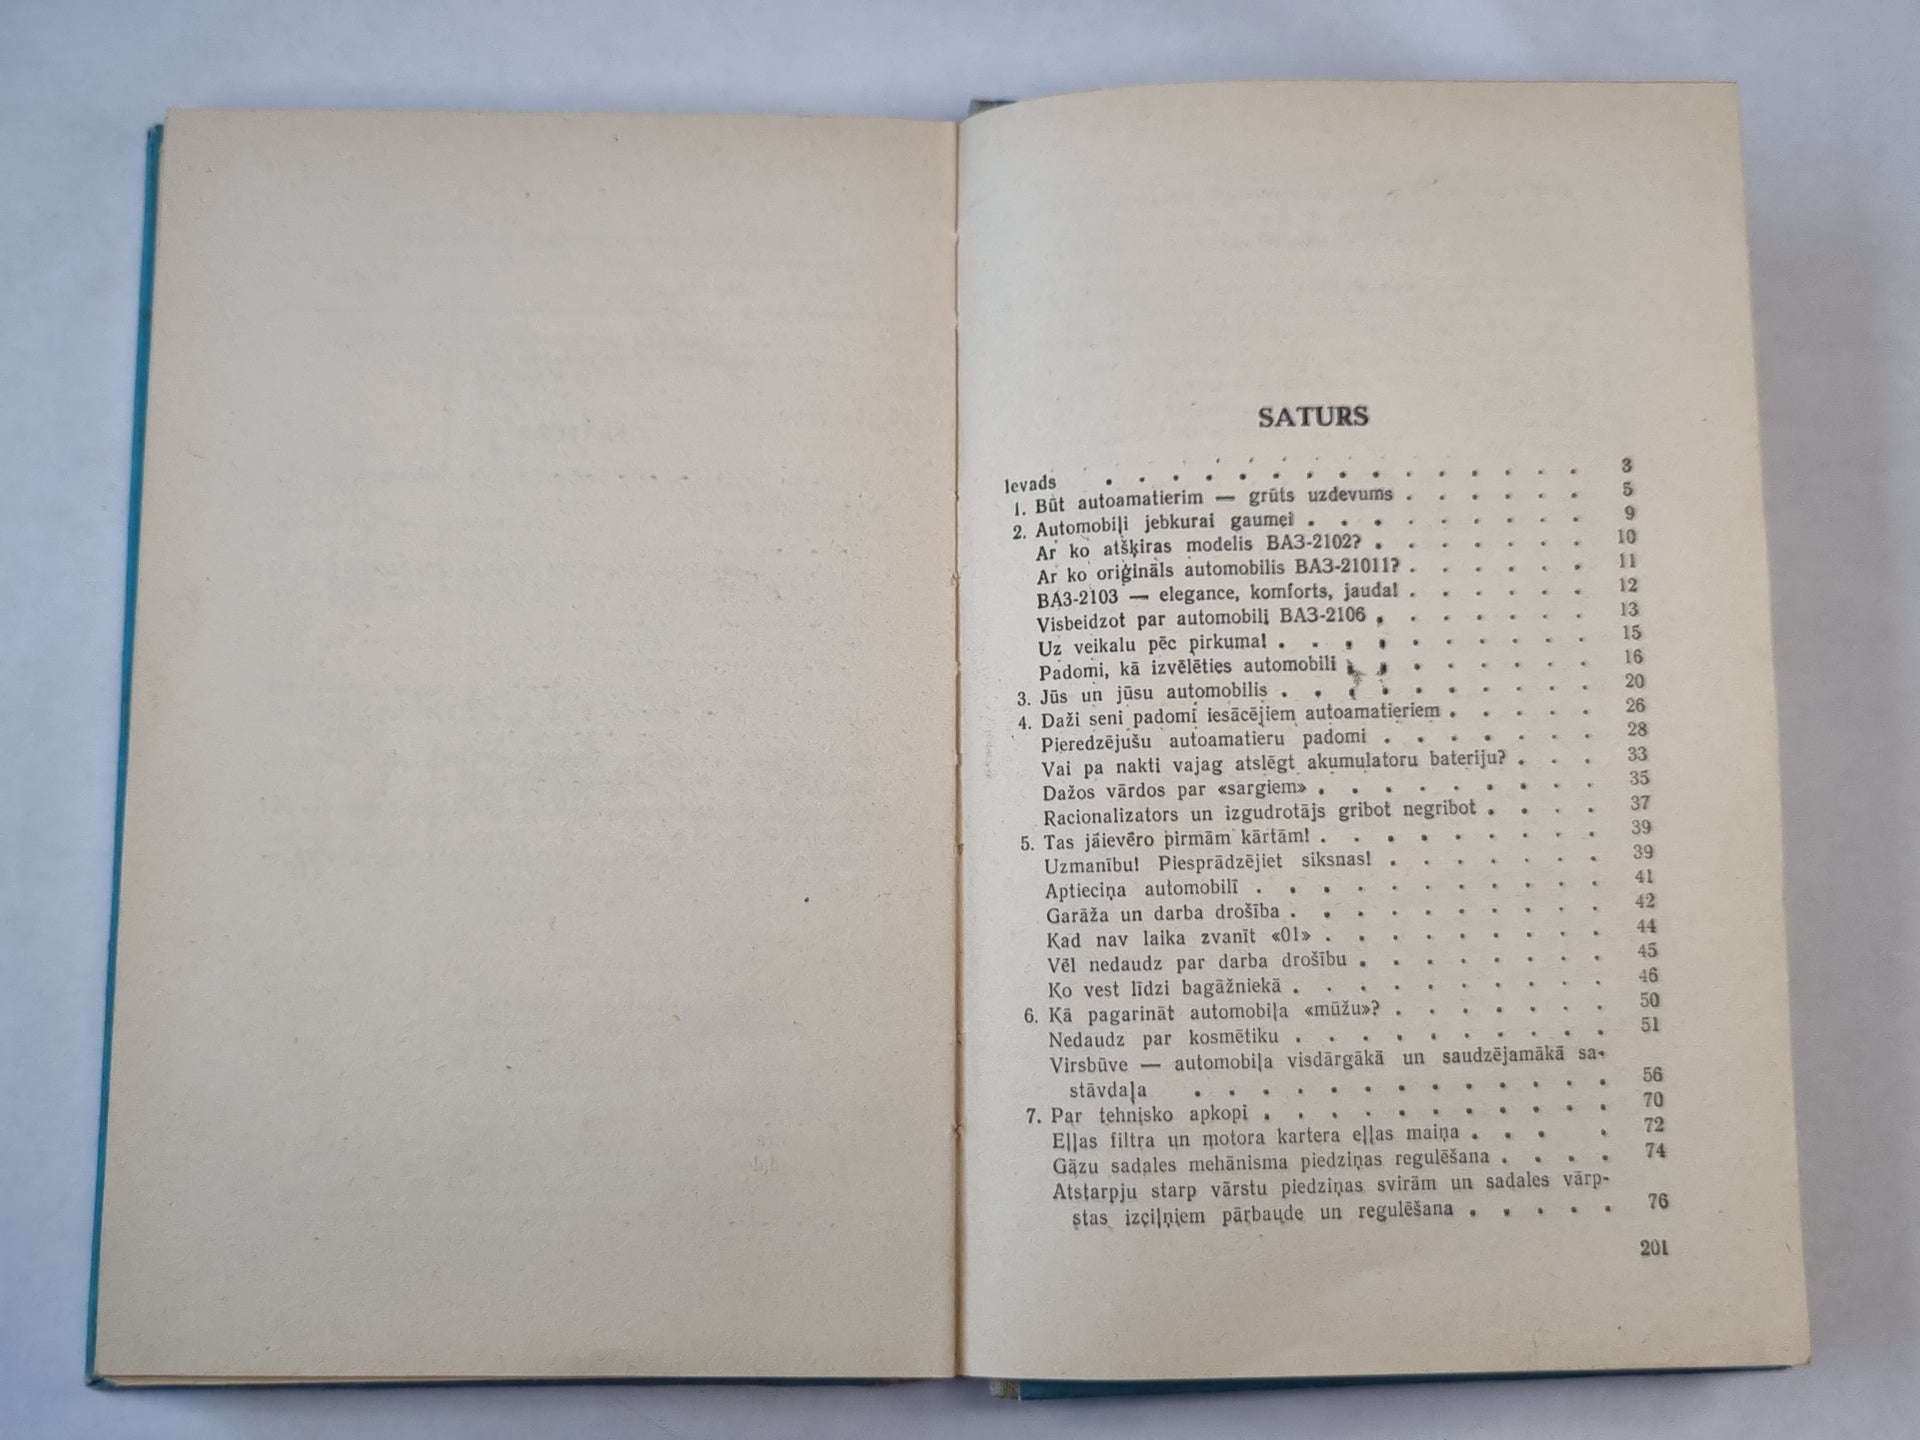 SATURS
Ievads . . . . . . . . . . . . . . . 3
1. Būt autoamatierim — grūts uzdevums . . . . . . 5
2. Automobiļi jebkurai gaumei . . . . . . . . . 9
Ar ko atšķiras modelis ВАЗ-2102? . . . . . . . 10
Ar ko oriģināls automobilis ВАЗ-21011? . . . . . . 11
ВАЗ-2103 — elegance, komforts, jauda! . . . . . . 12
Visbeidzot par automobili ВАЗ-2106 . . . . . . . 13
Uz veikalu pēc pirkuma! . . . . . . . . . . 15
Padomi, kā izvēlēties automobili . . . . . . . . 16
3. Jūs un jūsu automobilis . . . . . . . . . . 20
4. Daži seni padomi iesācējiem autoamatieriem . . . . . 26
Pieredzējušu autoamatieru padomi . . . . . . . 28
Vai pa nakti vajag atslēgt akumulatoru bateriju? . . . 33
Dažos vārdos par «sargiem» . . . . . . . . . 35
Racionalizators un izgudrotājs gribot negribot . . . . 37
5. Tas jāievēro pirmām kārtām! . . . . . . . . . 39
Uzmanību! Piesprādzējiet siksnas! . . . . . . . 39
Aptieciņa automobilī . . . . . . . . . . . 41
Garāža un darba drošība . . . . . . . . . . 42
Kad nav laika zvanīt «01» . . . . . . . . . 44
Vēl nedaudz par darba drošību . . . . . . . . 45
Ko vest līdzi bagāžniekā . . . . . . . . . . 46
6. Kā pagarināt automobiļa «mūžu»? . . . . . . . 50
Nedaudz par kosmētiku . . . . . . . . . . 51
Virsbūve — automobiļa visdārgākā un saudzējamākā sa-
stāvdaļa . . . . . . . . . . . . . 56
7. Par tehnisko apkopi . . . . . . . . . . . 70
Eļļas filtra un motora kartera eļļas maiņa . . . . 72
Gāzu sadales mehānisma piedziņas regulēšana . . . . 74
Atstarpju starp vārstu piedziņas svirām un sadales vārp-
stas izciļņiem pārbaude un regulēšana . . . . . 76
201